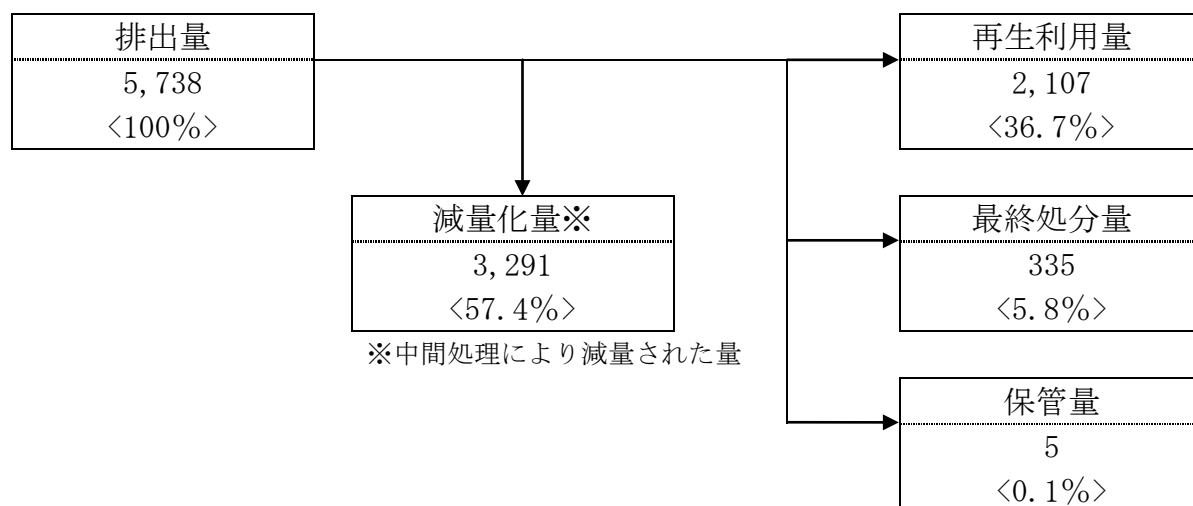 排出量
5,738
<100%>
減量化量※
3,291
<57.4%>
※中間処理により減量された量
再生利用量
2,107
<36.7%>
最終処分量
335
<5.8%>
保管量
5
<0.1%>